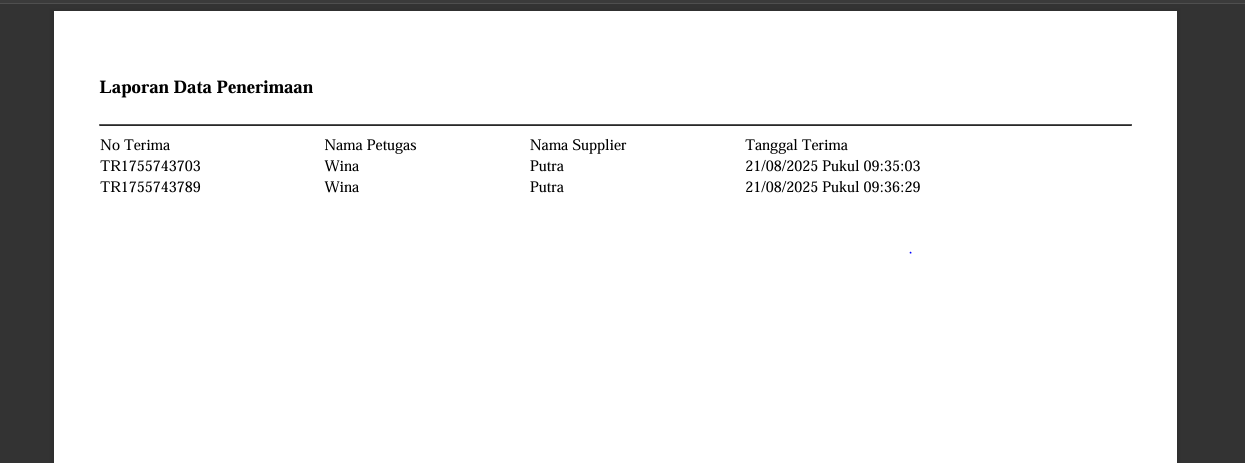 Laporan Data Penerimaan
No Terima Nama Petugas Nama Supplier Tanggal Terima
TR1755743703 Wina Putra 21/08/2025 Pukul 09:35:03
TR1755743789 Wina Putra 21/08/2025 Pukul 09:36:29